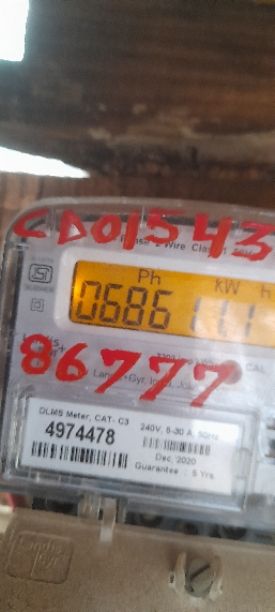 CD01543
Phase 2 Wire
Ph kW h
0686111
86777
DLMS Meter, CAT- C3
4974478
240V, 5-30 A, 50Hz
Dec, 2020
Guarantee : 5 Yrs